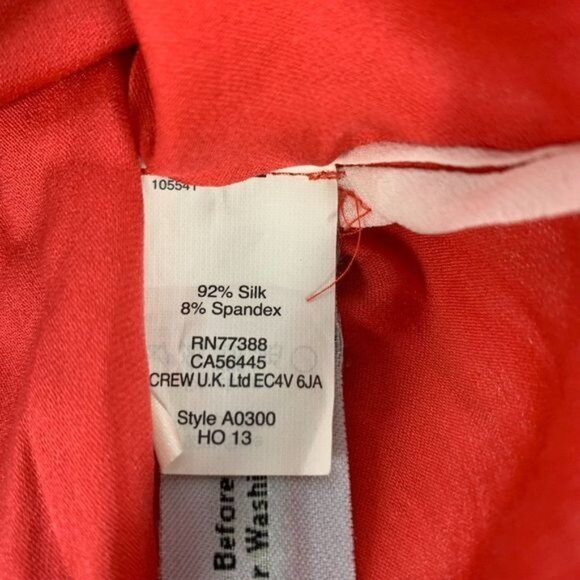 105541
92% Silk
8% Spandex
RN77388
CA56445
CREW U.K. Ltd EC4V 6JA
Style A0300
HO 13
Before
r Washi